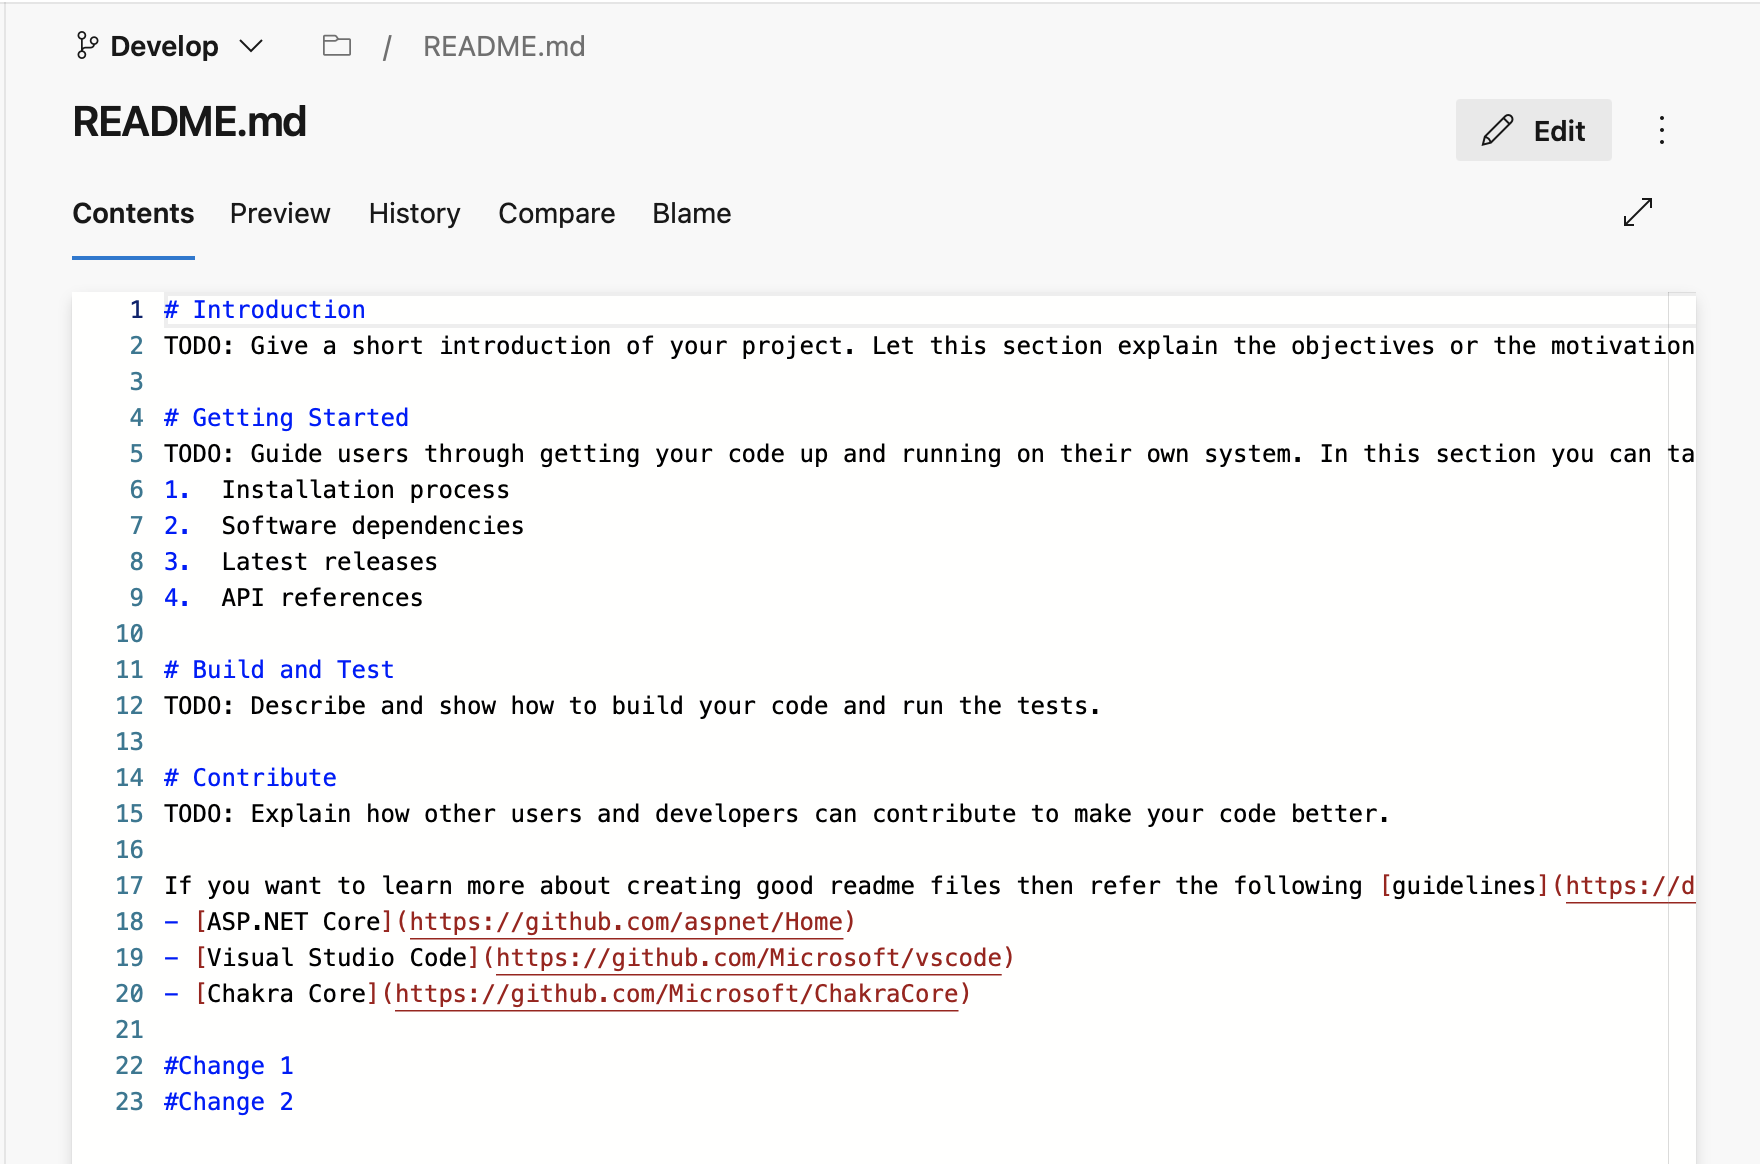 Develop / README.md
README.md
Edit
Contents Preview History Compare Blame
1 # Introduction
2 TODO: Give a short introduction of your project. Let this section explain the objectives or the motivation
3
4 # Getting Started
5 TODO: Guide users through getting your code up and running on their own system. In this section you can ta
6 1.  Installation process
7 2.  Software dependencies
8 3.  Latest releases
9 4.  API references
10
11 # Build and Test
12 TODO: Describe and show how to build your code and run the tests.
13
14 # Contribute
15 TODO: Explain how other users and developers can contribute to make your code better.
16
17 If you want to learn more about creating good readme files then refer the following [guidelines](https://d
18 - [ASP.NET Core](https://github.com/aspnet/Home)
19 - [Visual Studio Code](https://github.com/Microsoft/vscode)
20 - [Chakra Core](https://github.com/Microsoft/ChakraCore)
21
22 #Change 1
23 #Change 2